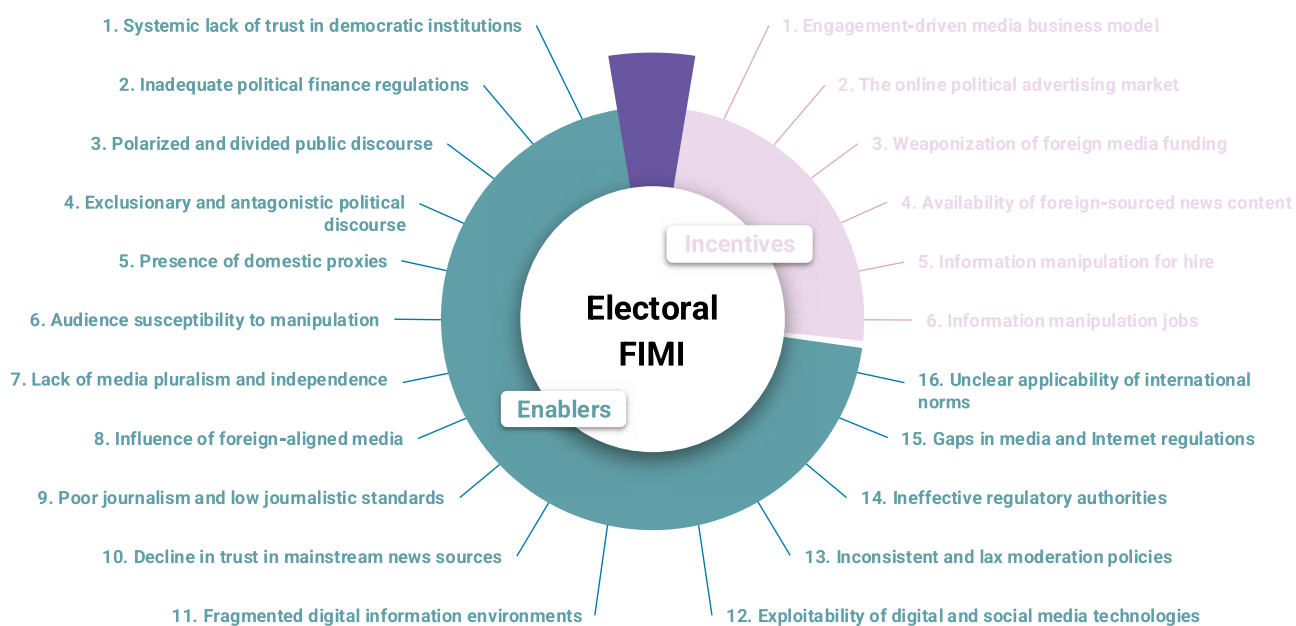 1. Systemic lack of trust in democratic institutions
2. Inadequate political finance regulations
3. Polarized and divided public discourse
4. Exclusionary and antagonistic political
discourse
5. Presence of domestic proxies
6. Audience susceptibility to manipulation
7. Lack of media pluralism and independence
8. Influence of foreign-aligned media
9. Poor journalism and low journalistic standards
10. Decline in trust in mainstream news sources
11. Fragmented digital information environments
Incentives
Electoral
FIMI
Enablers
1. Engagement-driven media business model
2. The online political advertising market
3. Weaponization of foreign media funding
4. Availability of foreign-sourced news content
5. Information manipulation for hire
6. Information manipulation jobs
16. Unclear applicability of international
norms
15. Gaps in media and Internet regulations
14. Ineffective regulatory authorities
13. Inconsistent and lax moderation policies
12. Exploitability of digital and social media technologies